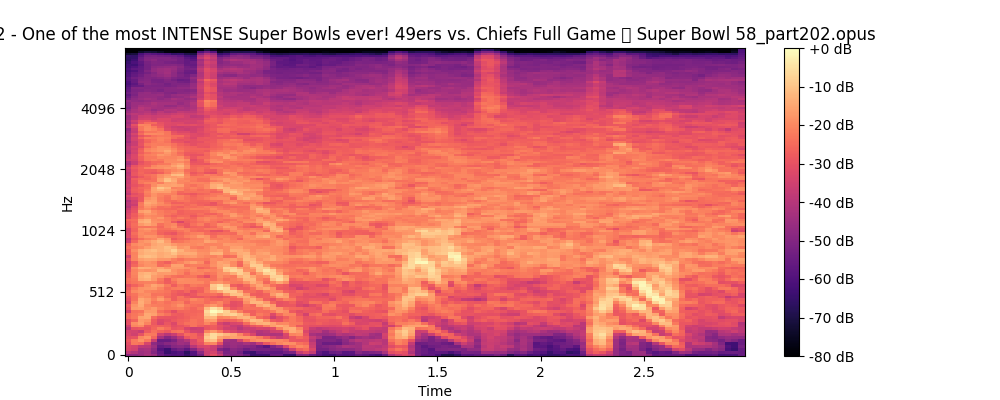 2 - One of the most INTENSE Super Bowls ever! 49ers vs. Chiefs Full Game ▯ Super Bowl 58_part202.opus
+0 dB
4096
-10 dB
-20 dB
2048
-30 dB
Hz
-40 dB
1024
-50 dB
512
-60 dB
-70 dB
0
-80 dB
0
0.5
1
1.5
2
2.5
Time